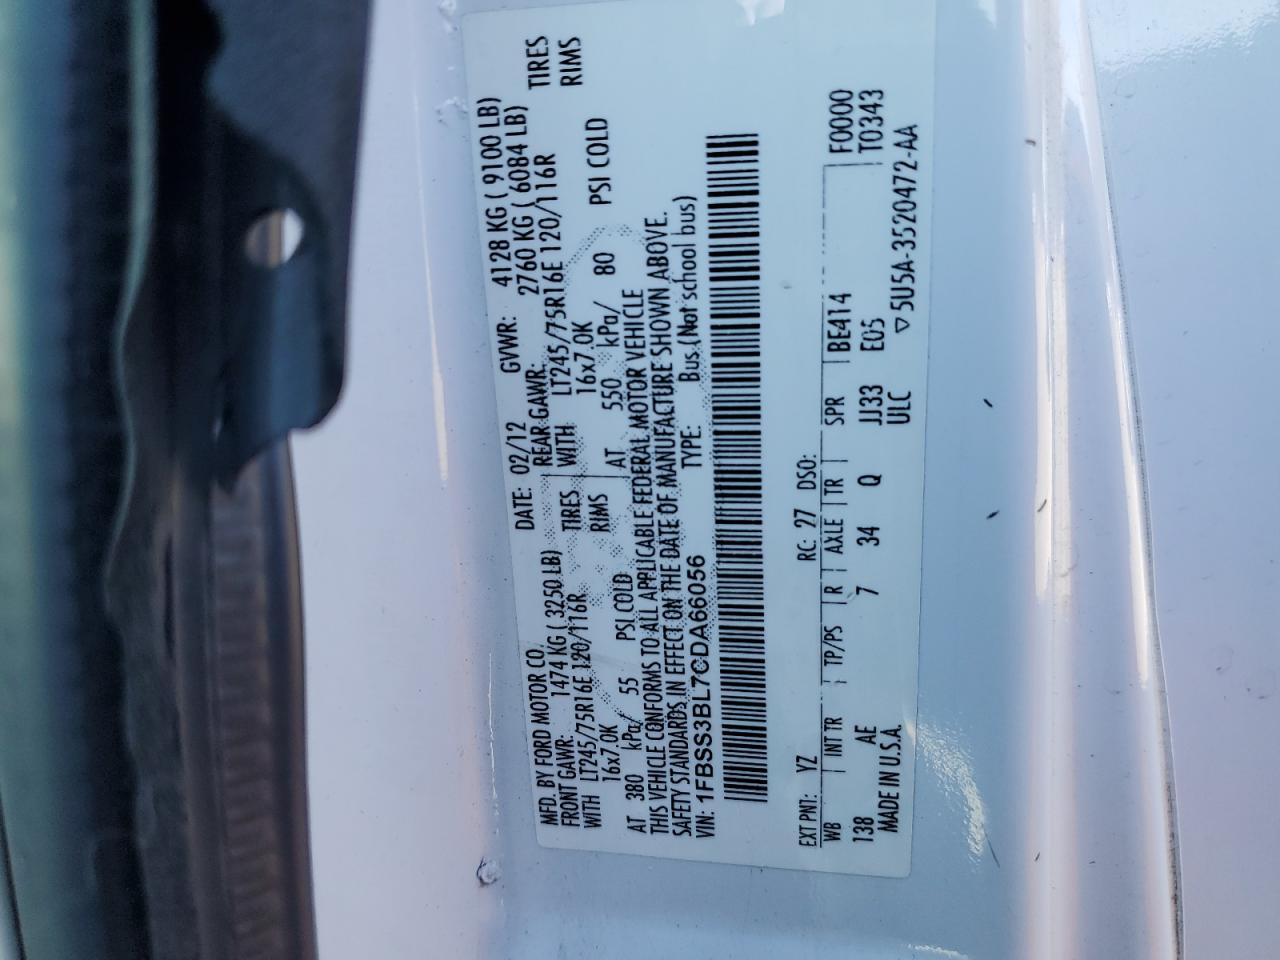 MFD. BY FORD MOTOR CO. DATE: 02/12 GVWR: 4128 KG ( 9100 LB)
FRONT GAWR: 1474 KG ( 3250 LB) REAR GAWR: 2760 KG ( 6084 LB)
WITH LT245/75R16E 120/116R TIRES WITH LT245/75R16E 120/116R TIRES
16x7.0K RIMS 16x7.0K RIMS
AT 380 kPa/ 55 PSI COLD AT 550 kPa/ 80 PSI COLD
THIS VEHICLE CONFORMS TO ALL APPLICABLE FEDERAL MOTOR VEHICLE
SAFETY STANDARDS IN EFFECT ON THE DATE OF MANUFACTURE SHOWN ABOVE.
VIN: 1FBSS3BL7CDA66056 TYPE: Bus (Not school bus)
EXT PNT: YZ RC: 27 DSO:
WB INT TR TP/PS R AXLE TR SPR BE414 F0000
138 AE 7 34 Q JJ33 E05 T0343
MADE IN U.S.A. ULC ▽ 5U5A-3520472-AA